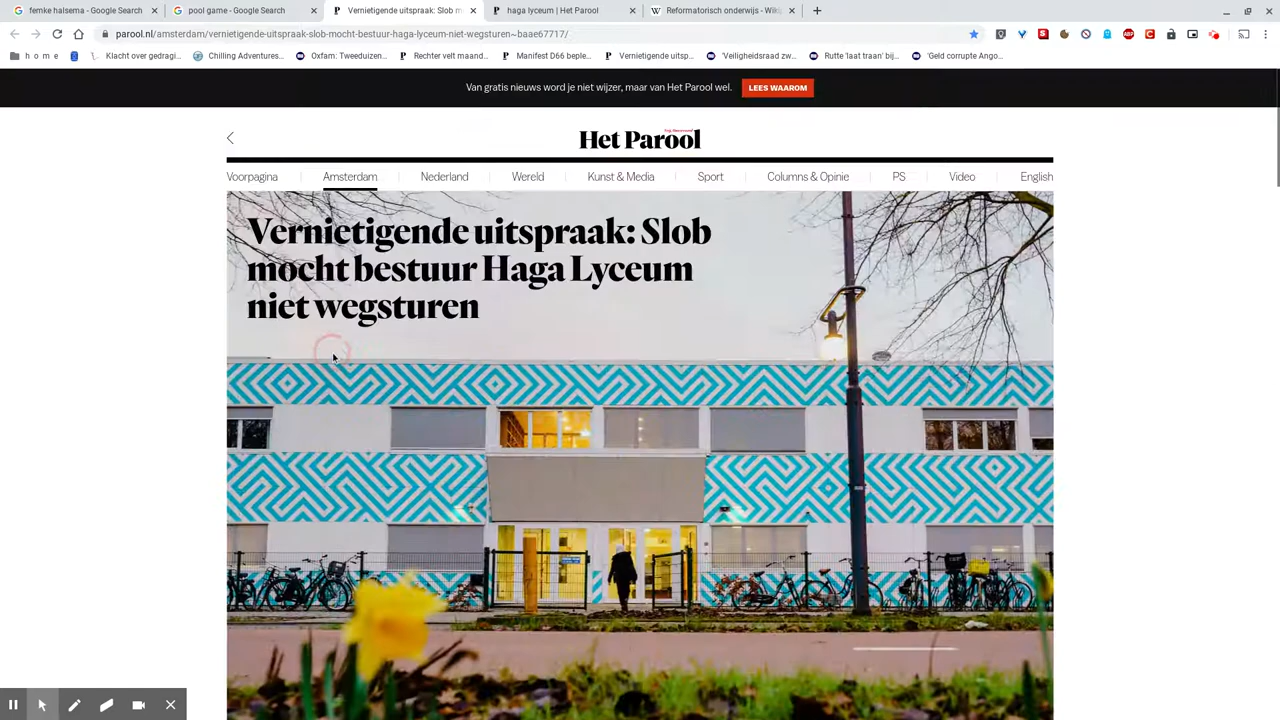 femke halsema - Google Search
pool game - Google Search
Vernietigende uitspraak: Slob m
haga lyceum | Het Parool
Reformatorisch onderwijs - Wiki
parool.nl/amsterdam/vernietigende-uitspraak-slob-mocht-bestuur-haga-lyceum-niet-wegsturen~baae67717/
h o m e
Klacht over gedragi...
Chilling Adventures...
Oxfam: Tweeduizen...
Rechter velt maand...
Manifest D66 beple...
Vernietigende uitsp...
'Veiligheidsraad zw...
Rutte 'laat traan' bij...
'Geld corrupte Ango...
Van gratis nieuws word je niet wijzer, maar van Het Parool wel.
LEES WAAROM
Het Parool
Voorpagina
Amsterdam
Nederland
Wereld
Kunst & Media
Sport
Columns & Opinie
PS
Video
English
Vernietigende uitspraak: Slob
mocht bestuur Haga Lyceum
niet wegsturen